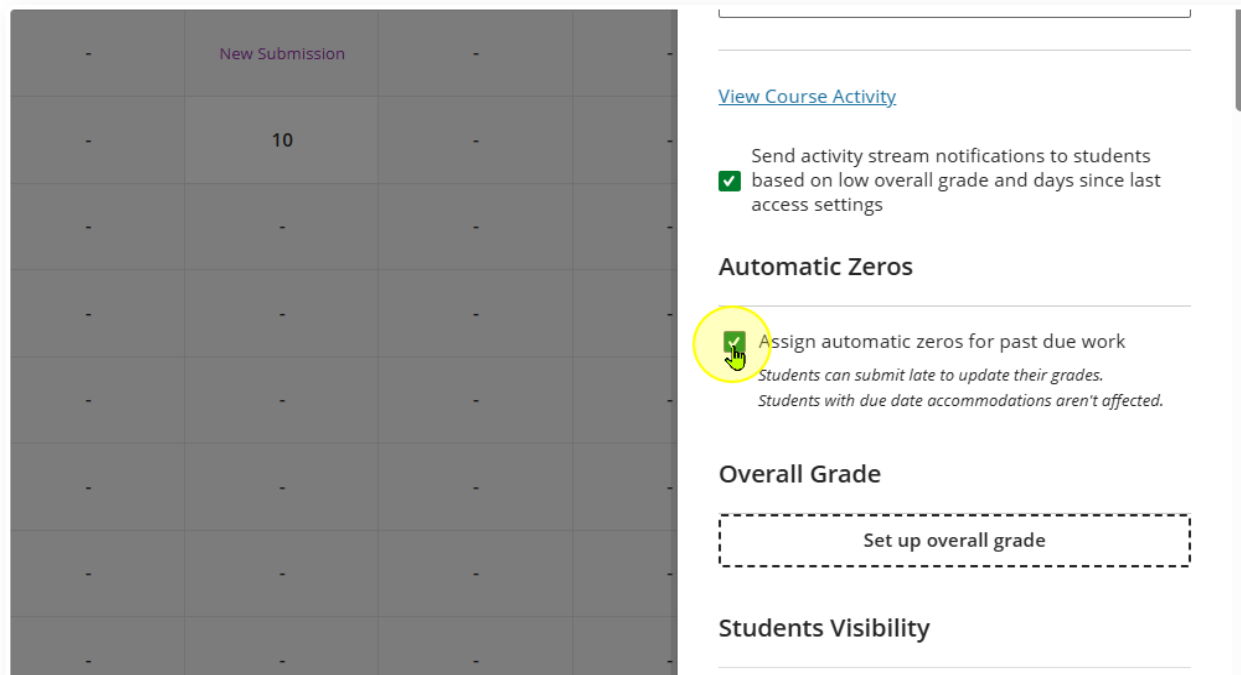 - New Submission - -
- 10 - -
- - - -
- - - -
- - - -
- - - -
- - - -
- - - -
View Course Activity
Send activity stream notifications to students
based on low overall grade and days since last
access settings
Automatic Zeros
Assign automatic zeros for past due work
Students can submit late to update their grades.
Students with due date accommodations aren't affected.
Overall Grade
Set up overall grade
Students Visibility